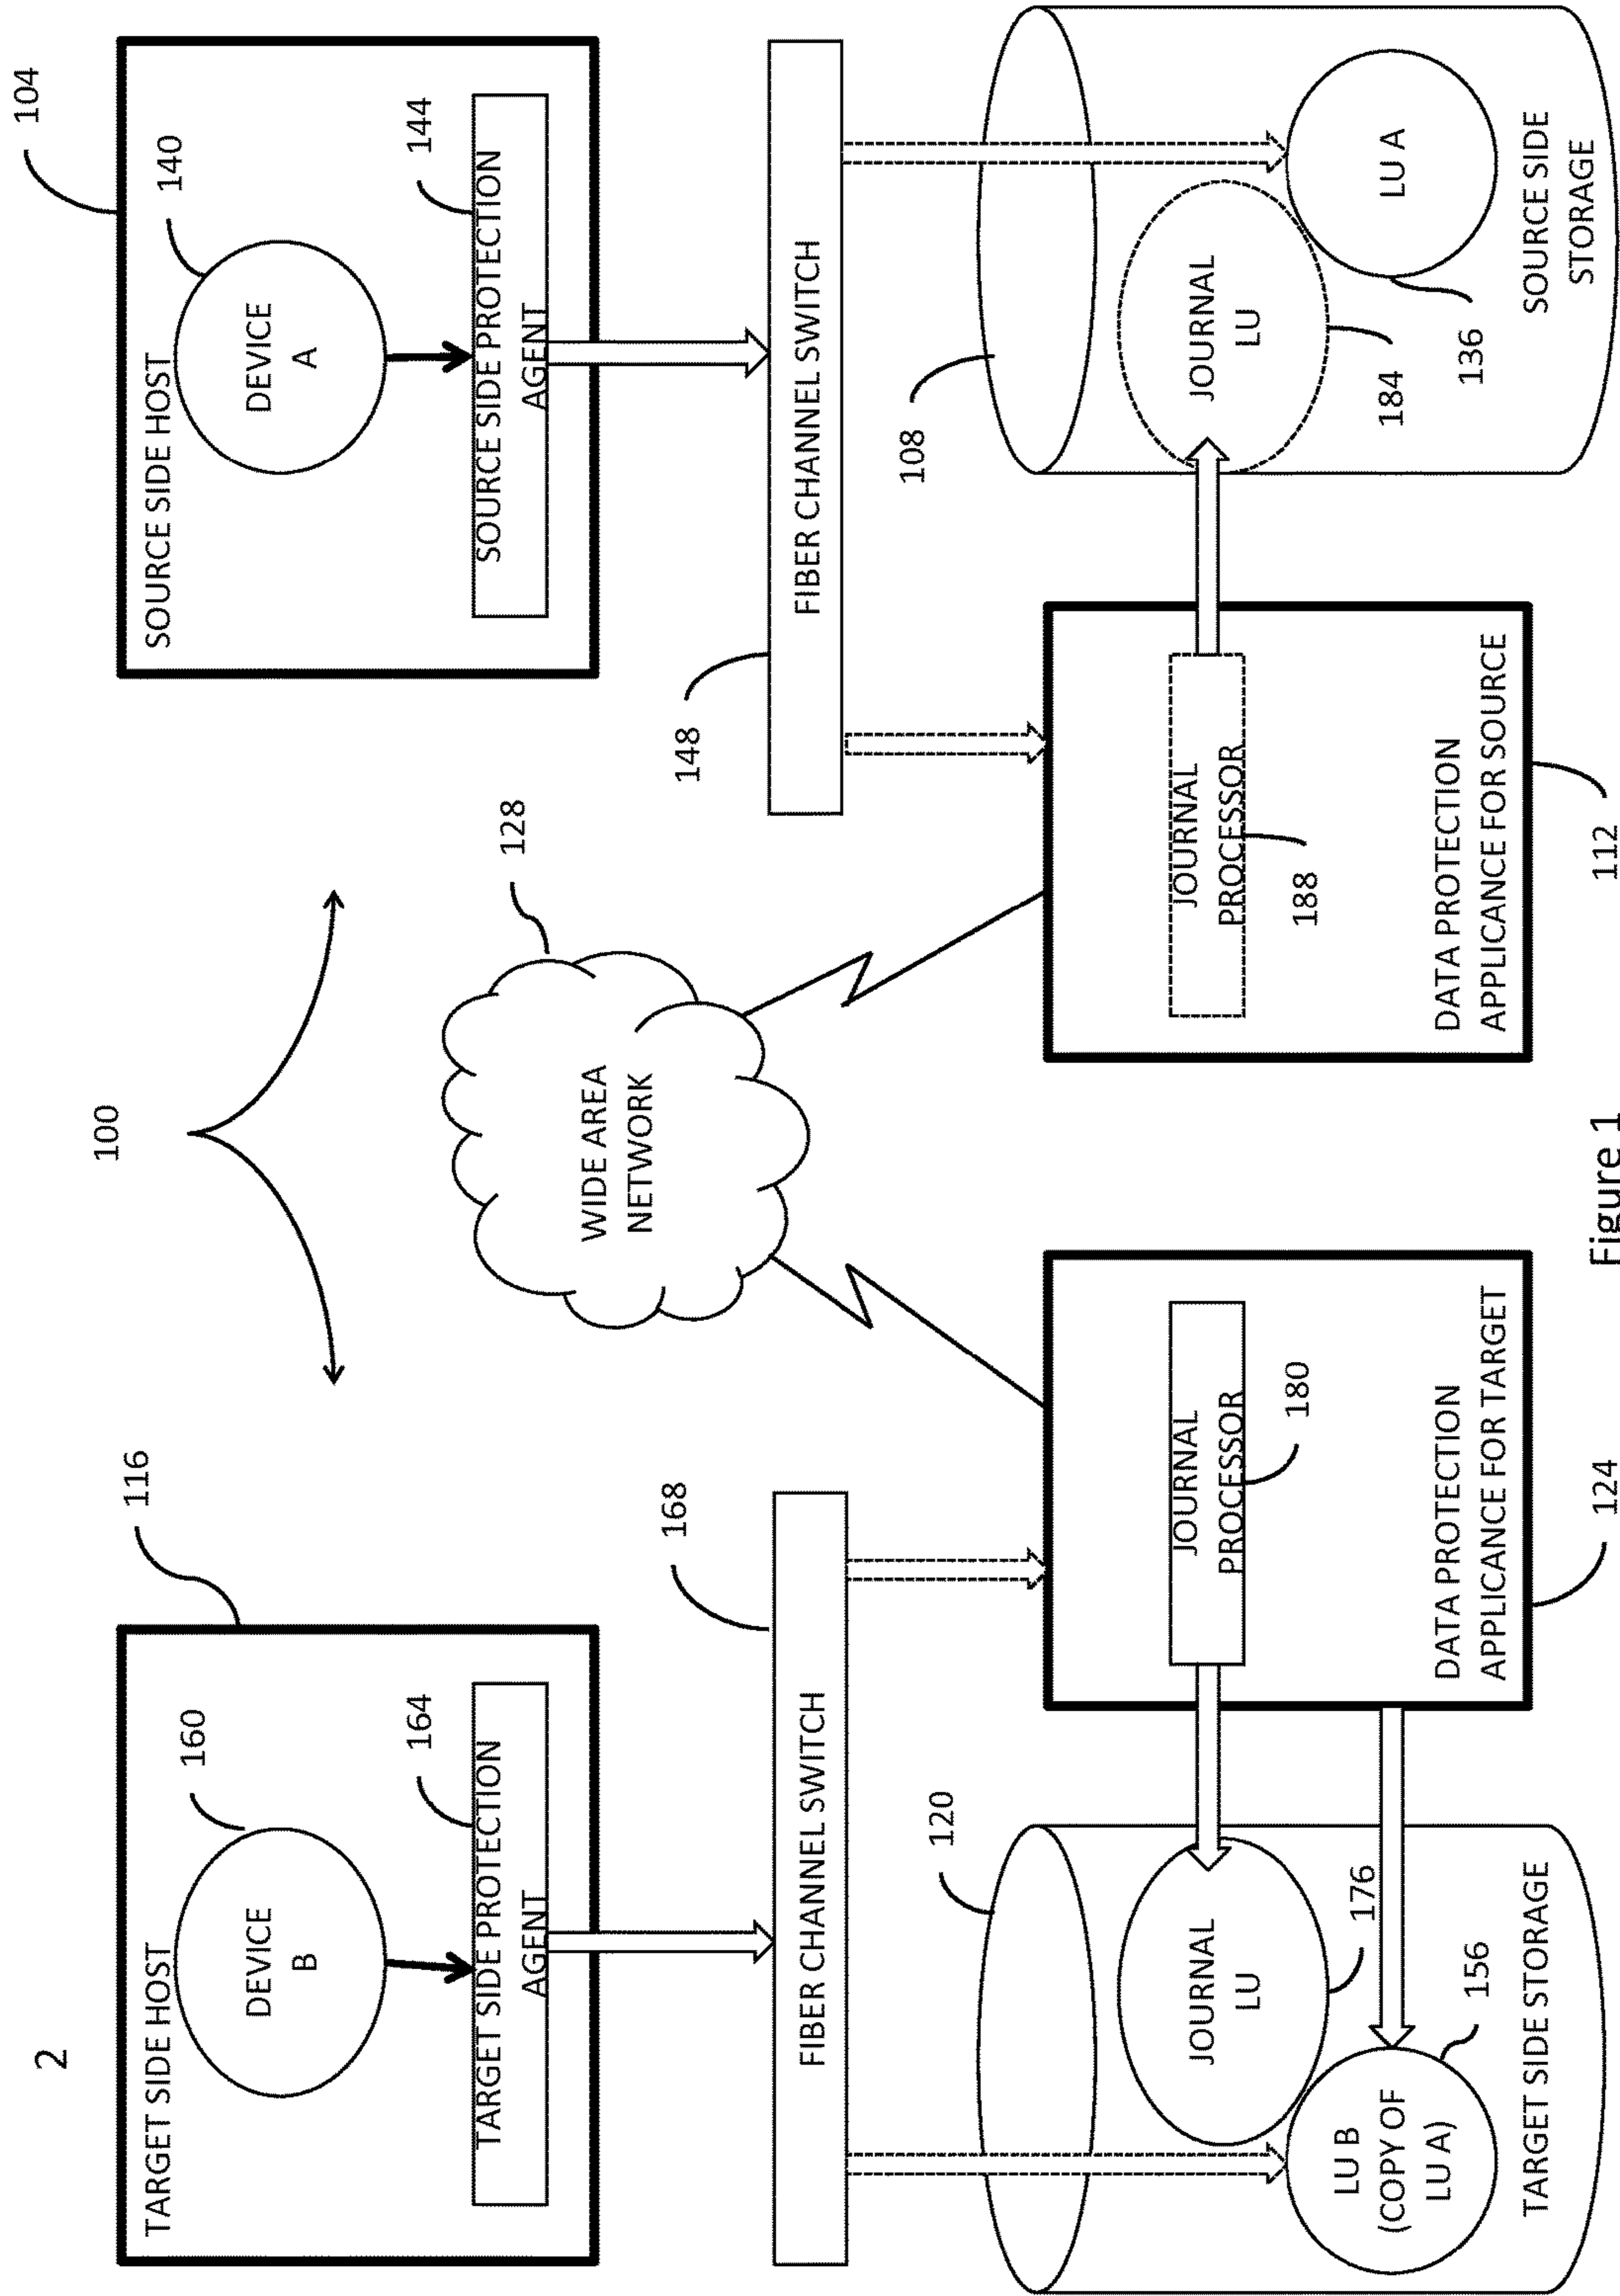 2
100
104
116
TARGET SIDE HOST
DEVICE
B
160
TARGET SIDE PROTECTION
AGENT
164
SOURCE SIDE HOST
DEVICE
A
140
SOURCE SIDE PROTECTION
AGENT
144
WIDE AREA
NETWORK
128
168
FIBER CHANNEL SWITCH
148
FIBER CHANNEL SWITCH
120
JOURNAL
LU
176
LU B
(COPY OF
LU A)
156
TARGET SIDE STORAGE
JOURNAL
PROCESSOR
180
DATA PROTECTION
APPLICANCE FOR TARGET
124
JOURNAL
PROCESSOR
188
DATA PROTECTION
APPLICANCE FOR SOURCE
112
108
JOURNAL
LU
184
LU A
136
SOURCE SIDE
STORAGE
Figure 1